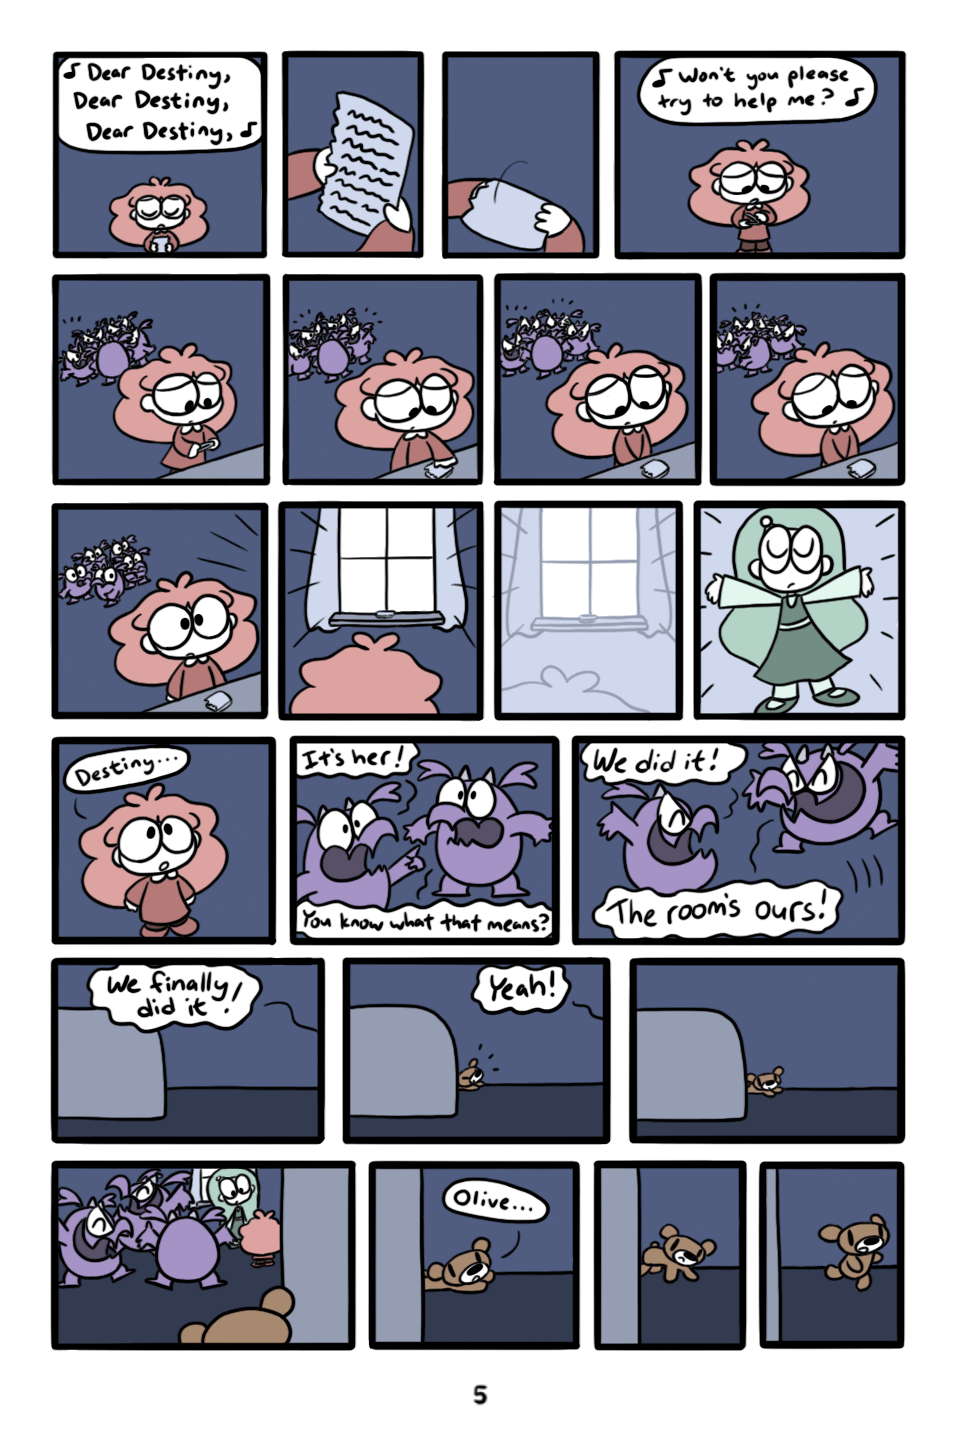 ♪ Dear Destiny,
Dear Destiny,
Dear Destiny, ♪
♪ Won't you please
try to help me? ♪
Destiny...
It's her!
You know what that means?
We did it!
The room's ours!
We finally
did it!
Yeah!
Olive...
5